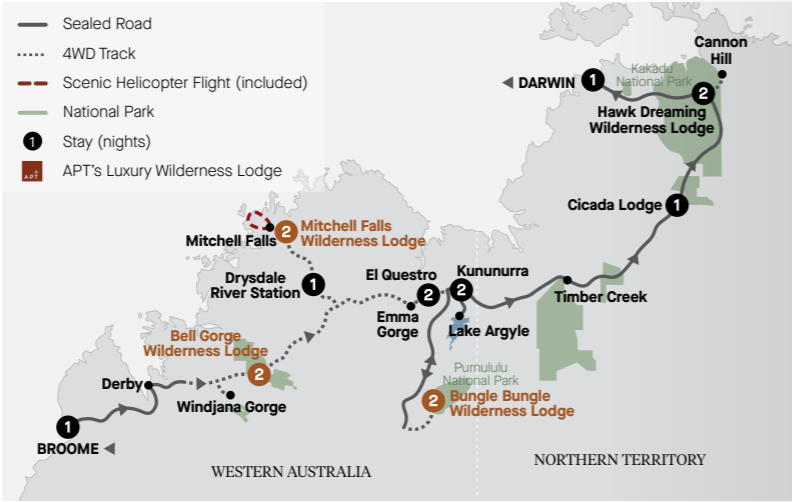 Sealed Road
4WD Track
Scenic Helicopter Flight (included)
National Park
1 Stay (nights)
APT APT's Luxury Wilderness Lodge
Cannon
Hill
Kakadu
National Park
DARWIN 1
2
Hawk Dreaming
Wilderness Lodge
Cicada Lodge 1
2 Mitchell Falls
Wilderness Lodge
Mitchell Falls
Drysdale
River Station 1
El Questro 2
Kununurra
2
Emma
Gorge
Lake Argyle
Timber Creek
Bell Gorge
Wilderness Lodge
2
Derby
Windjana Gorge
Purnululu
National Park
2 Bungle Bungle
Wilderness Lodge
1
BROOME
WESTERN AUSTRALIA
NORTHERN TERRITORY